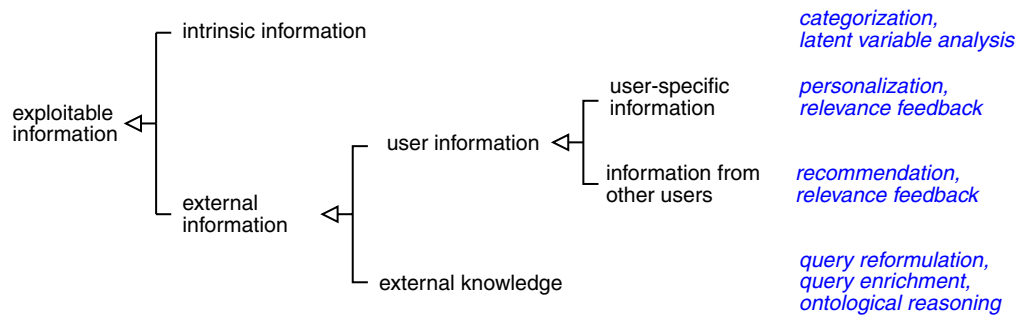 intrinsic information
categorization,
latent variable analysis
exploitable
information
user-specific
information
personalization,
relevance feedback
user information
information from
other users
recommendation,
relevance feedback
external
information
external knowledge
query reformulation,
query enrichment,
ontological reasoning